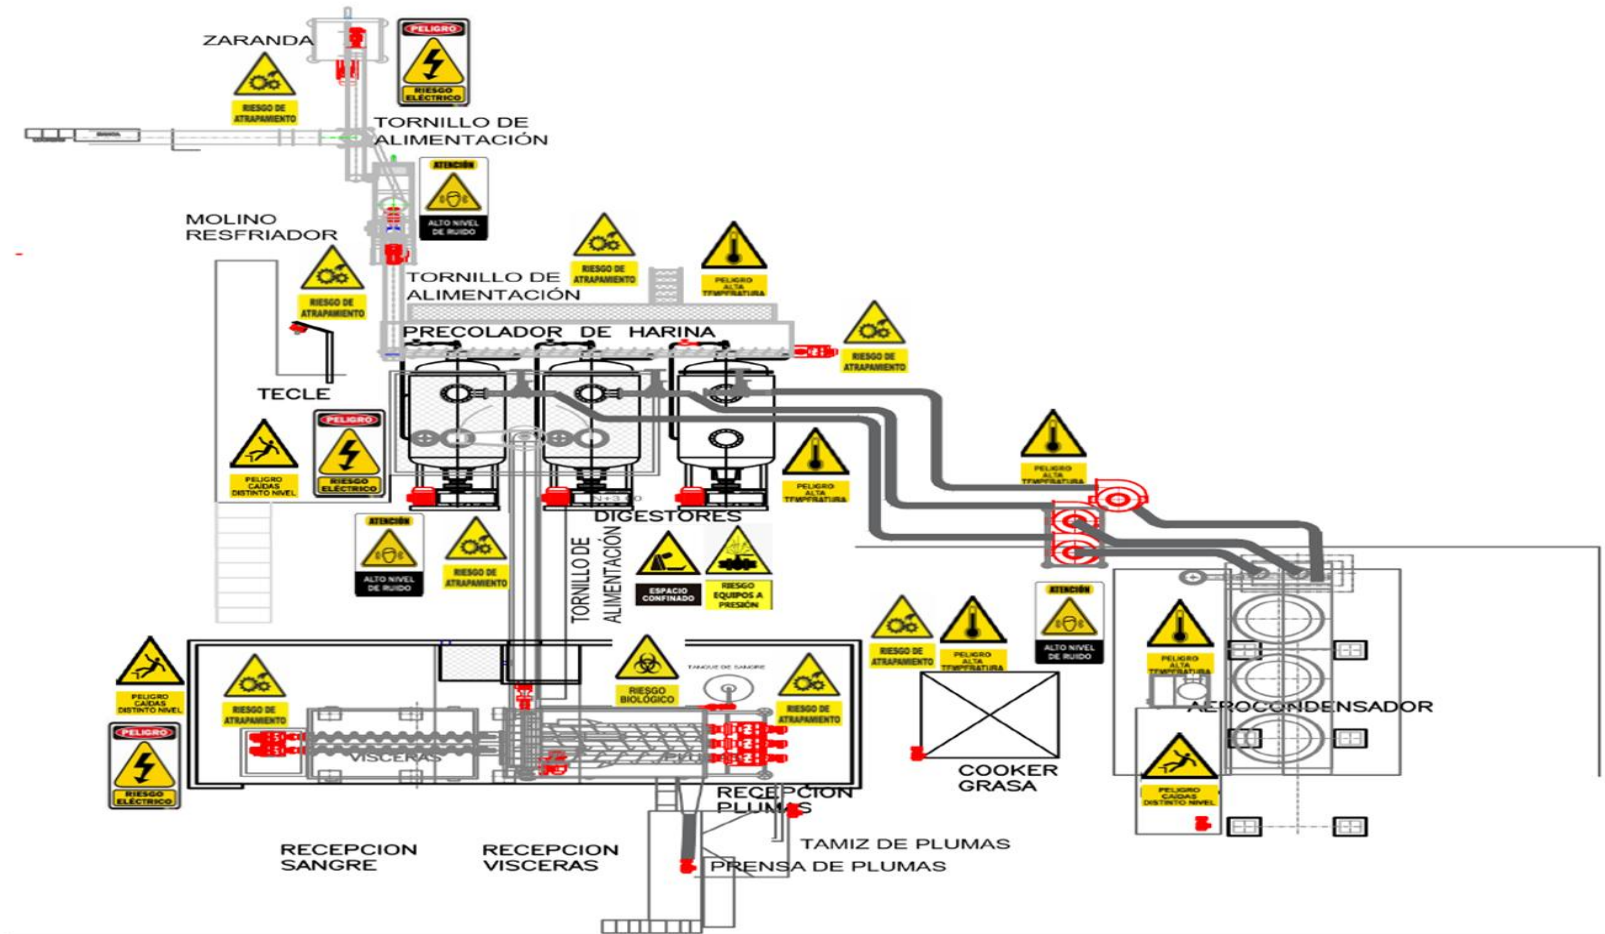 ZARANDA
PELIGRO
RIESGO
ELÉCTRICO
RIESGO DE
ATRAPAMIENTO
TORNILLO DE
ALIMENTACIÓN
ATENCIÓN
ALTO NIVEL
DE RUIDO
MOLINO
RESFRIADOR
RIESGO DE
ATRAPAMIENTO
TORNILLO DE
ALIMENTACIÓN
RIESGO DE
ATRAPAMIENTO
PELIGRO
ALTA
TEMPERATURA
PRECOLADOR DE HARINA
RIESGO DE
ATRAPAMIENTO
TECLE
PELIGRO
CAÍDAS
DISTINTO NIVEL
PELIGRO
RIESGO
ELÉCTRICO
PELIGRO
ALTA
TEMPERATURA
PELIGRO
ALTA
TEMPERATURA
DIGESTORES
ATENCIÓN
ALTO NIVEL
DE RUIDO
RIESGO DE
ATRAPAMIENTO
TORNILLO DE
ALIMENTACIÓN
ESPACIO
CONFINADO
RIESGO
EQUIPOS A
PRESIÓN
RIESGO DE
ATRAPAMIENTO
PELIGRO
ALTA
TEMPERATURA
ATENCIÓN
ALTO NIVEL
DE RUIDO
PELIGRO
ALTA
TEMPERATURA
PELIGRO
CAÍDAS
DISTINTO NIVEL
RIESGO DE
ATRAPAMIENTO
RIESGO
BIOLÓGICO
TANQUE DE SANGRE
RIESGO DE
ATRAPAMIENTO
AEROCONDENSADOR
PELIGRO
RIESGO
ELÉCTRICO
VISCERAS
COOKER
GRASA
PELIGRO
CAÍDAS
DISTINTO NIVEL
RECEPCION
PLUMAS
RECEPCION
SANGRE
RECEPCION
VISCERAS
TAMIZ DE PLUMAS
PRENSA DE PLUMAS